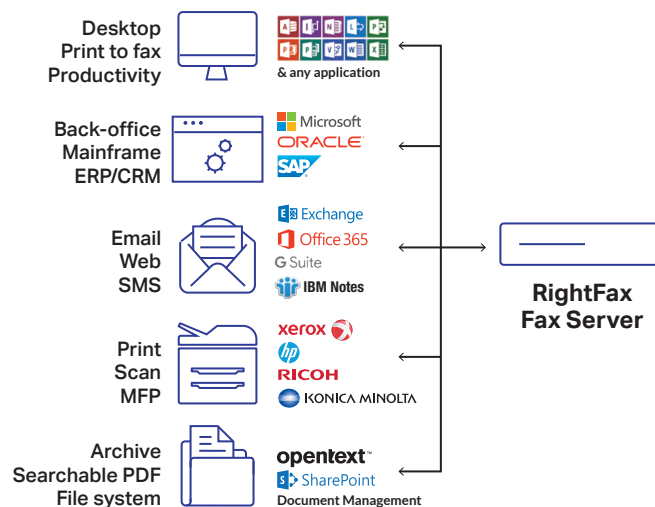 Desktop
Print to fax
Productivity
& any application
Back-office
Mainframe
ERP/CRM
Microsoft
ORACLE
SAP
Email
Web
SMS
Exchange
Office 365
G Suite
IBM Notes
RightFax
Fax Server
Print
Scan
MFP
xerox
hp
RICOH
KONICA MINOLTA
Archive
Searchable PDF
File system
opentext™
SharePoint
Document Management